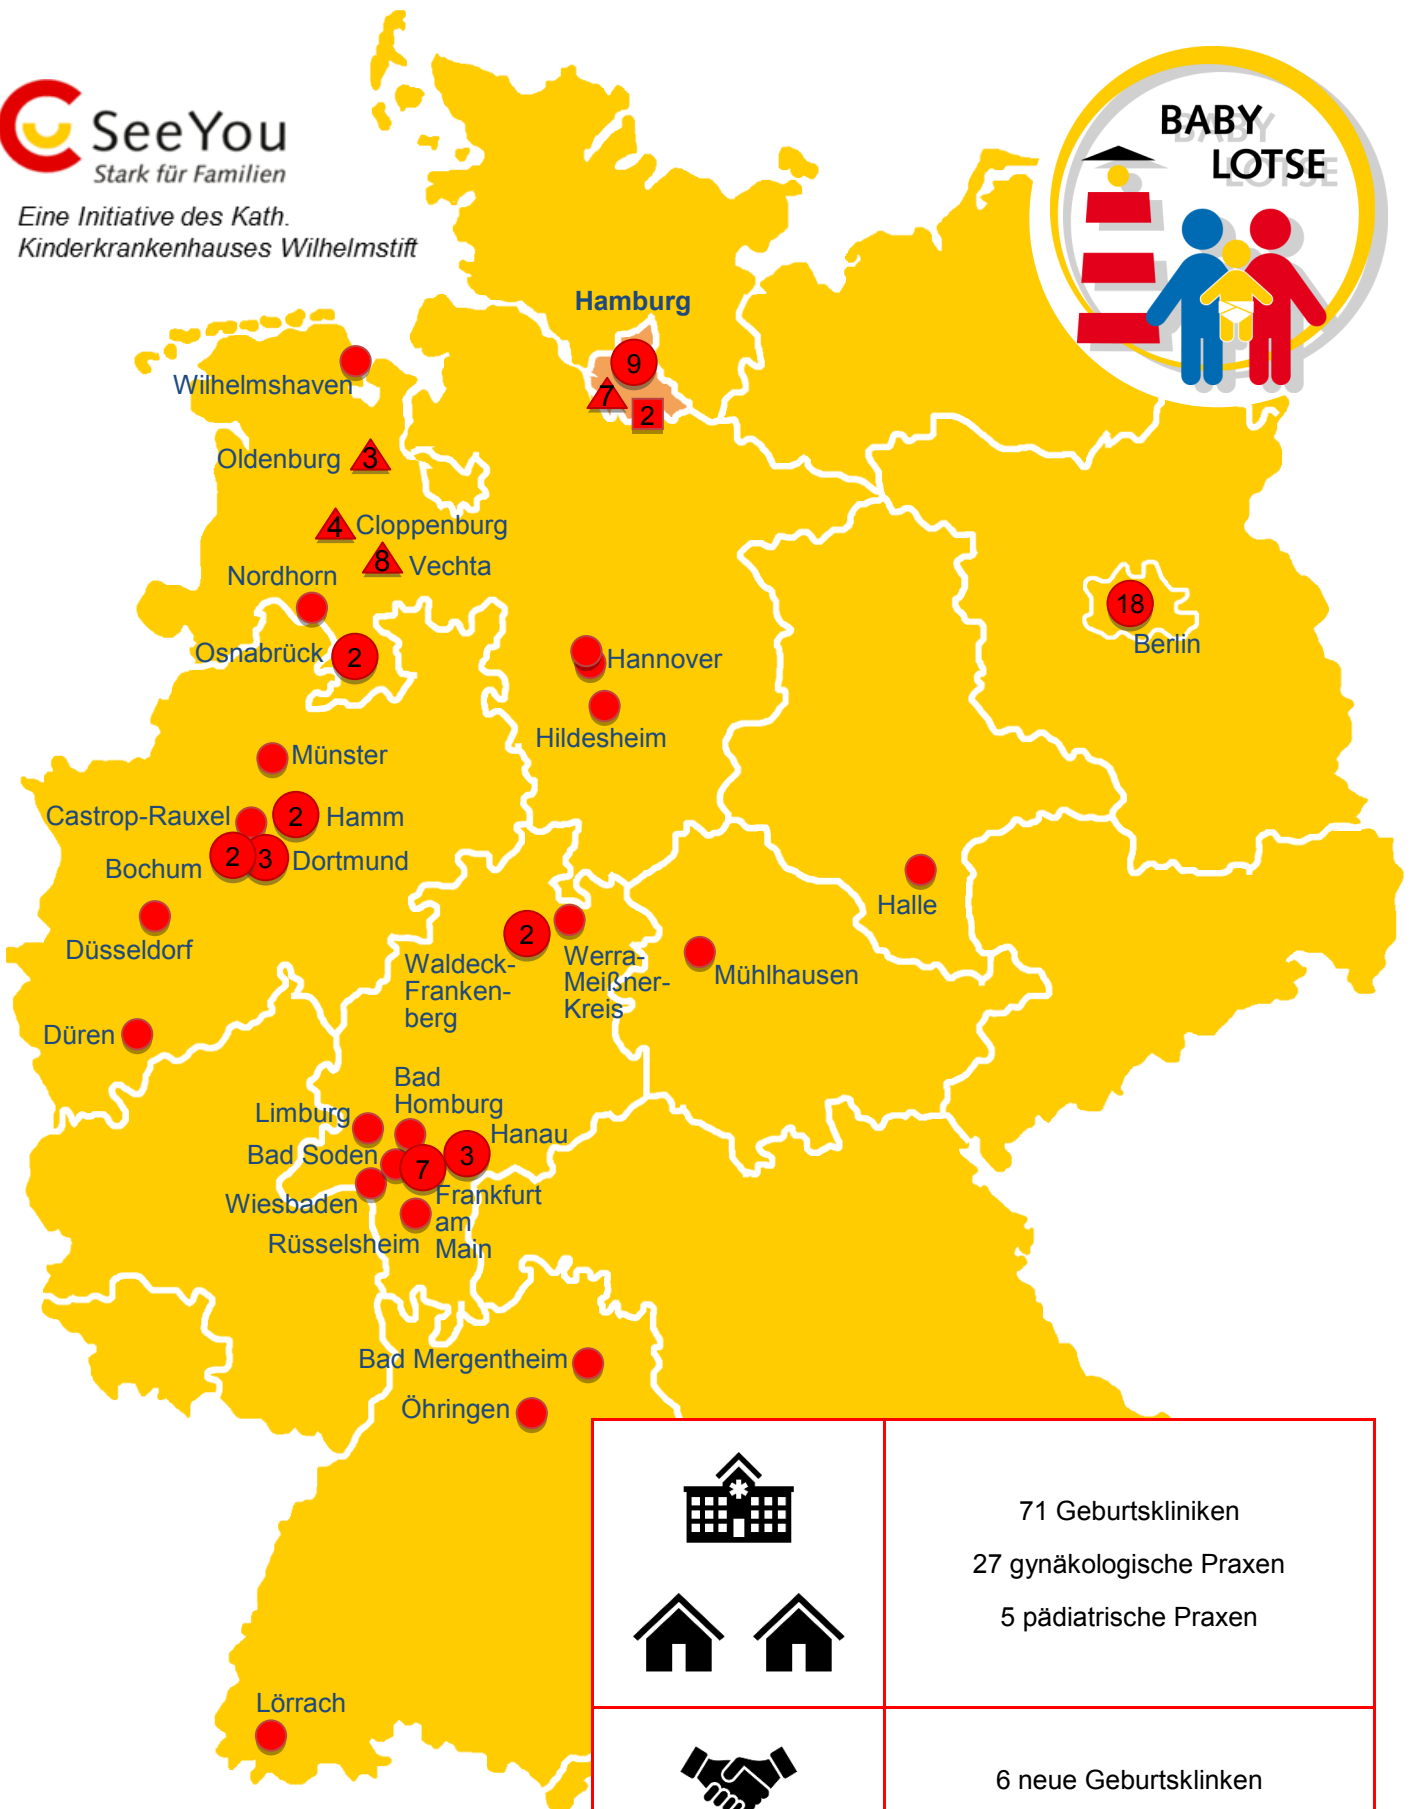 SeeYou
Stark für Familien
Eine Initiative des Kath.
Kinderkrankenhauses Wilhelmstift
BABY
LOTSE
Hamburg
9
7
2
Wilhelmshaven
Oldenburg
3
4
Cloppenburg
8
Vechta
Nordhorn
Osnabrück
2
Hannover
Hildesheim
18
Berlin
Münster
Castrop-Rauxel
2
Hamm
Bochum
2
3
Dortmund
Düsseldorf
Düren
Halle
2
Waldeck-
Franken-
berg
Werra-
Meißner-
Kreis
Mühlhausen
Bad
Homburg
Limburg
Hanau
3
Bad Soden
7
Wiesbaden
Frankfurt
am
Main
Rüsselsheim
Bad Mergentheim
Öhringen
Lörrach
71 Geburtskliniken
27 gynäkologische Praxen
5 pädiatrische Praxen
6 neue Geburtsklinken